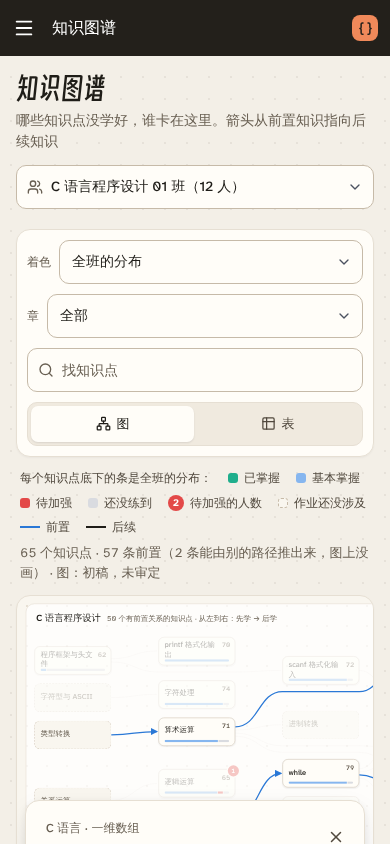 知识图谱
{}
知识图谱
哪些知识点没学好，谁卡在这里。箭头从前置知识指向后
续知识
C 语言程序设计 01 班（12 人）
着色
全班的分布
章
全部
找知识点
图
表
每个知识点底下的条是全班的分布：
已掌握
基本掌握
待加强
还没练到
2
待加强的人数
作业还没涉及
前置
后续
65 个知识点 · 57 条前置（2 条能由别的路径推出来，图上没
画）· 图：初稿，未审定
C 语言程序设计
50 个有前置关系的知识点 · 从左到右：先学 → 后学
程序框架与头文
件
62
printf 格式化输
出
70
scanf 格式化输
入
72
字符型与 ASCII
字符处理
74
类型转换
算术运算
71
进制转换
逻辑运算
65
1
while
79
关系运算
C 语言 · 一维数组